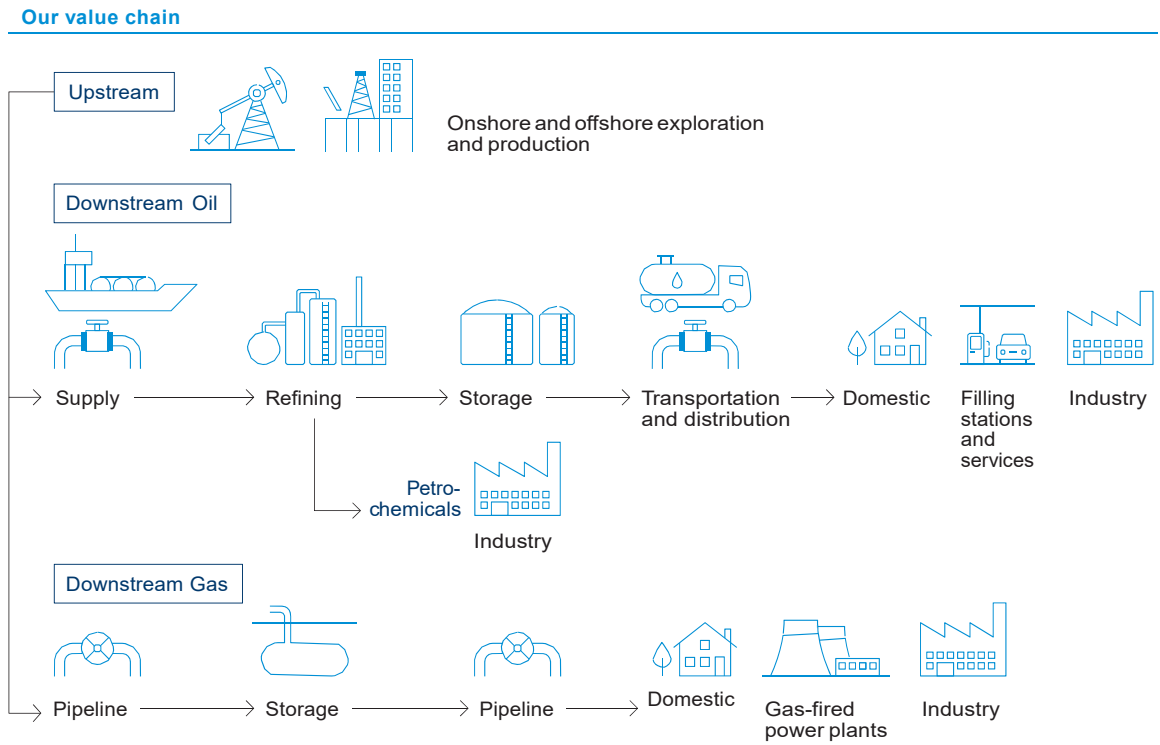 Our value chain
Upstream
Onshore and offshore exploration
and production
Downstream Oil
Supply
Refining
Storage
Transportation
and distribution
Domestic
Filling
stations
and
services
Industry
Petro-
chemicals
Industry
Downstream Gas
Pipeline
Storage
Pipeline
Domestic
Gas-fired
power plants
Industry